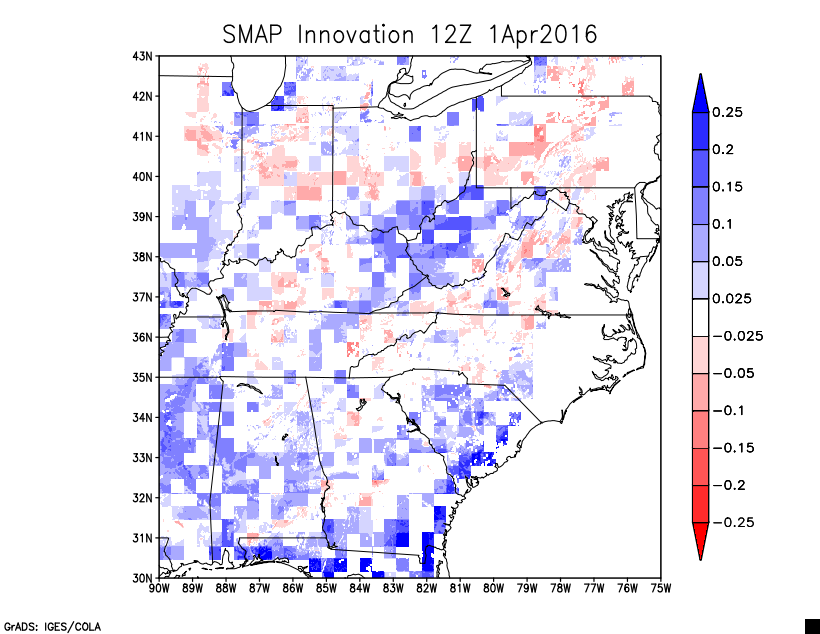 SMAP Innovation 12Z 1Apr2016
43N
42N
41N
40N
39N
38N
37N
36N
35N
34N
33N
32N
31N
30N
90W 89W 88W 87W 86W 85W 84W 83W 82W 81W 80W 79W 78W 77W 76W 75W
0.25
0.2
0.15
0.1
0.05
0.025
−0.025
−0.05
−0.1
−0.15
−0.2
−0.25
GrADS: IGES/COLA